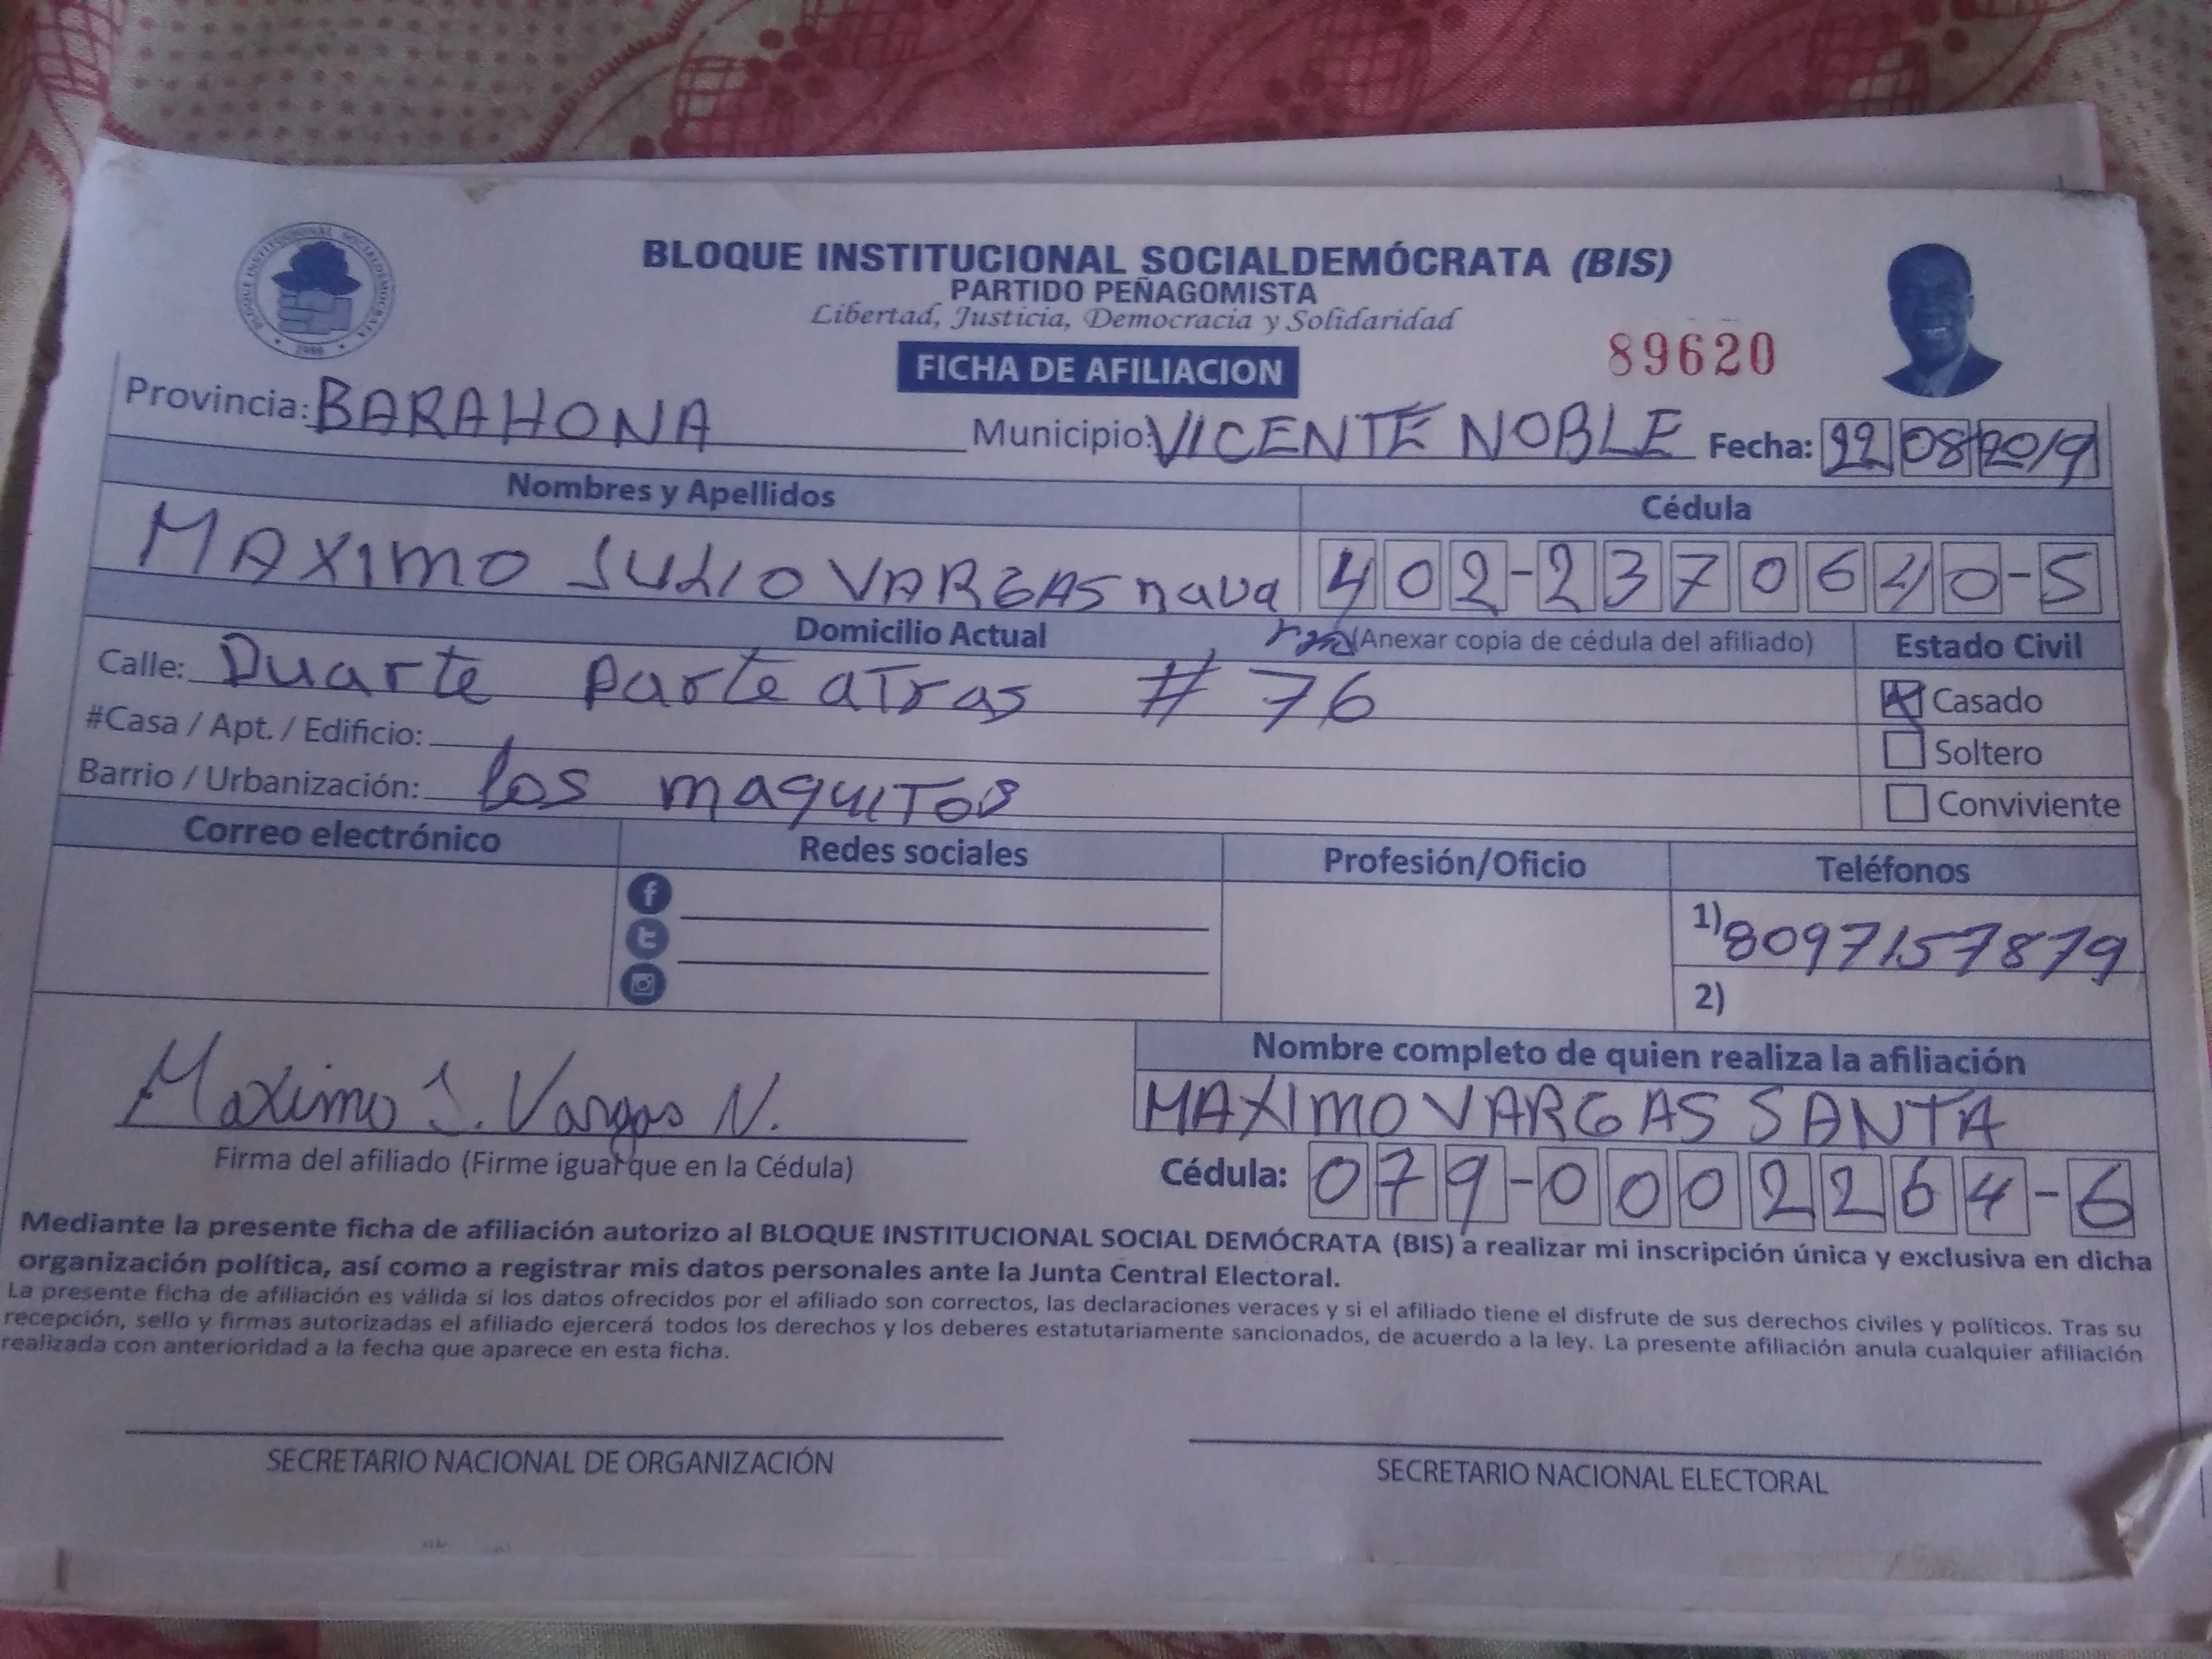 BLOQUE INSTITUCIONAL SOCIALDEMÓCRATA (BIS)
PARTIDO PEÑAGOMISTA
Libertad, Justicia, Democracia y Solidaridad
BLOQUE INSTITUCIONAL SOCIALDEMOCRATA
89620
FICHA DE AFILIACION
Provincia: BARAHONA Municipio: VICENTE NOBLE Fecha: 22 08 2019
Nombres y Apellidos Cédula
MAXIMO JULIO VARGAS nava 402-2370640-5
Domicilio Actual (Anexar copia de cédula del afiliado) Estado Civil
Calle: Duarte parte atras # 76 Casado
#Casa / Apt. / Edificio: Soltero
Barrio / Urbanización: los maquitos Conviviente
Correo electrónico Redes sociales Profesión/Oficio Teléfonos
1) 8097157879
2)
Nombre completo de quien realiza la afiliación
Maximo J. Vargas N. MAXIMO VARGAS SANTA
Firma del afiliado (Firme igual que en la Cédula) Cédula: 079-0002264-6
Mediante la presente ficha de afiliación autorizo al BLOQUE INSTITUCIONAL SOCIAL DEMÓCRATA (BIS) a realizar mi inscripción única y exclusiva en dicha
organización política, así como a registrar mis datos personales ante la Junta Central Electoral.
La presente ficha de afiliación es válida si los datos ofrecidos por el afiliado son correctos, las declaraciones veraces y si el afiliado tiene el disfrute de sus derechos civiles y políticos. Tras su
recepción, sello y firmas autorizadas el afiliado ejercerá todos los derechos y los deberes estatutariamente sancionados, de acuerdo a la ley. La presente afiliación anula cualquier afiliación
realizada con anterioridad a la fecha que aparece en esta ficha.
SECRETARIO NACIONAL DE ORGANIZACIÓN SECRETARIO NACIONAL ELECTORAL